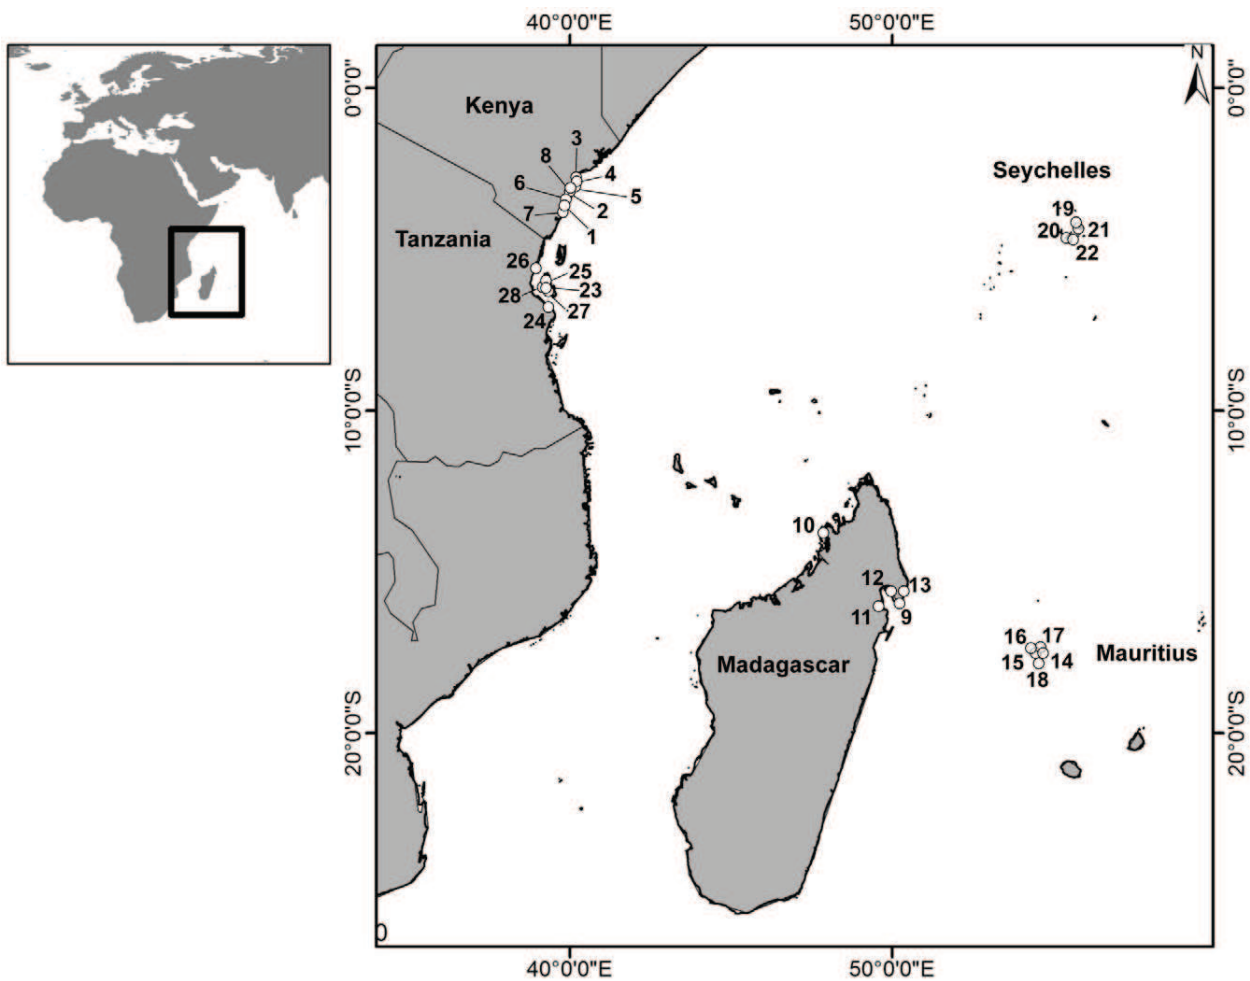 40°0'0"E 50°0'0"E
N
0°0'0" 0°0'0"
Kenya
3
8 4
Seychelles
6 5
2
19
7
1
20 21
Tanzania
22
26 25
28 23
27
24
10°0'0"S 10°0'0"S
10
12 13
11 9
16 17
Madagascar
15 14
Mauritius
18
20°0'0"S 20°0'0"S
0
40°0'0"E 50°0'0"E